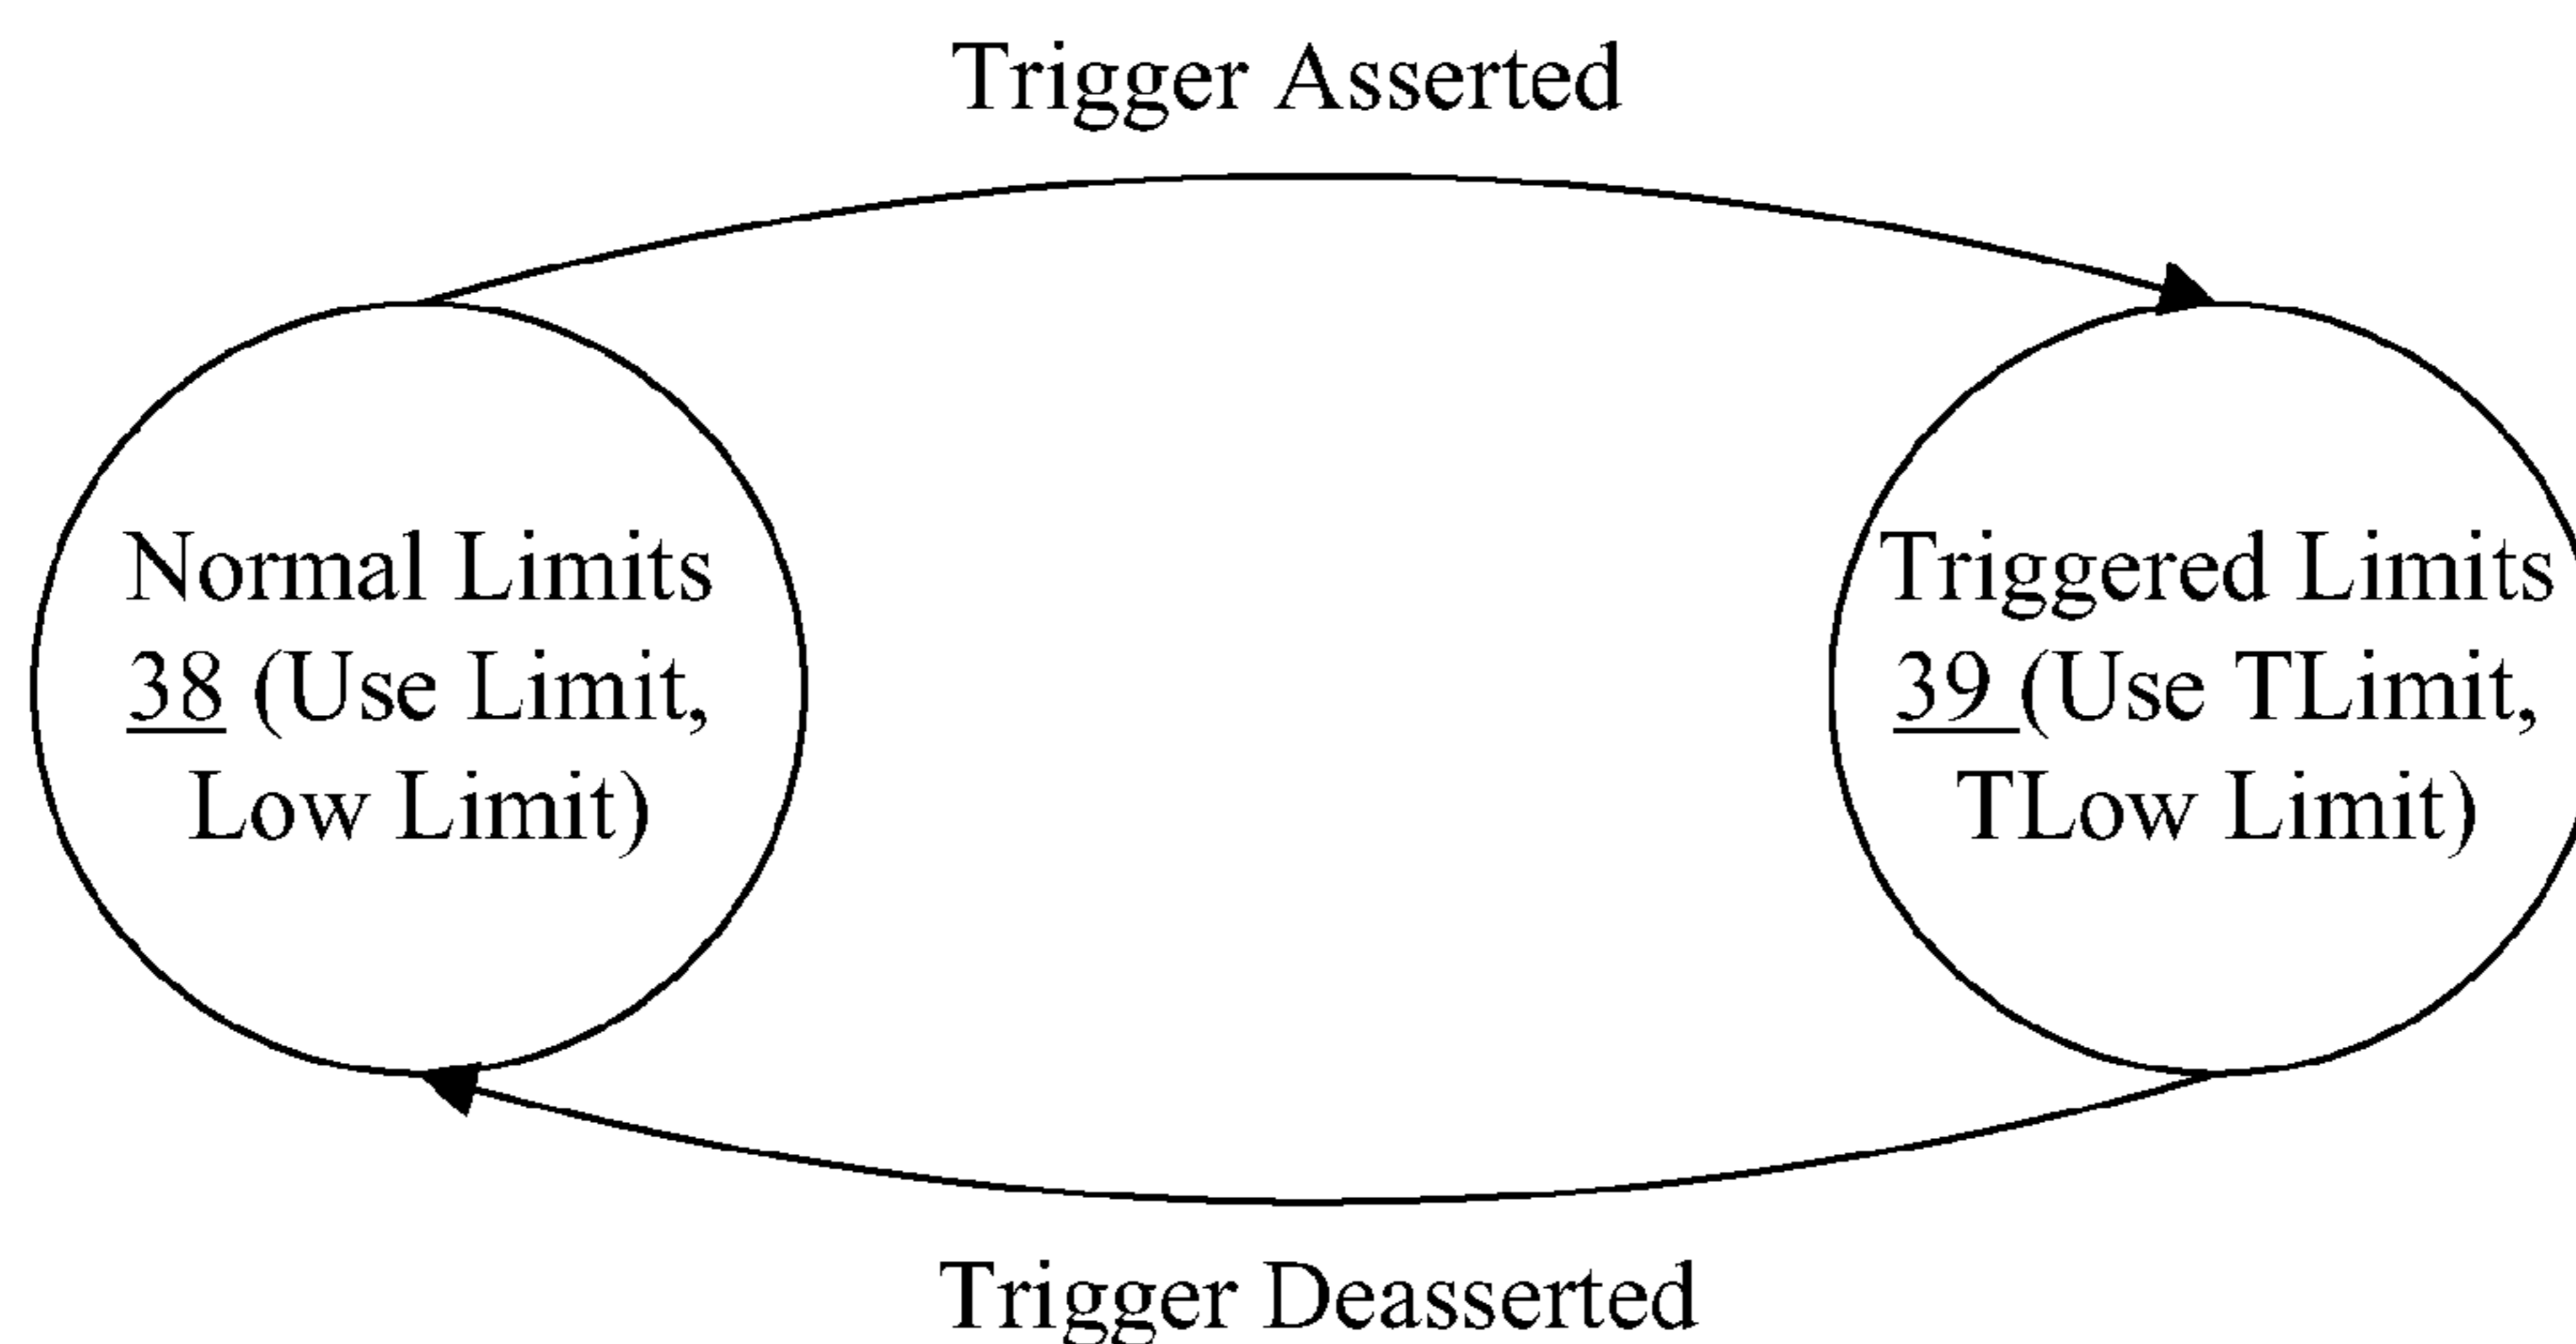 Trigger Asserted
Normal Limits
38 (Use Limit,
Low Limit)
Triggered Limits
39 (Use TLimit,
TLow Limit)
Trigger Deasserted